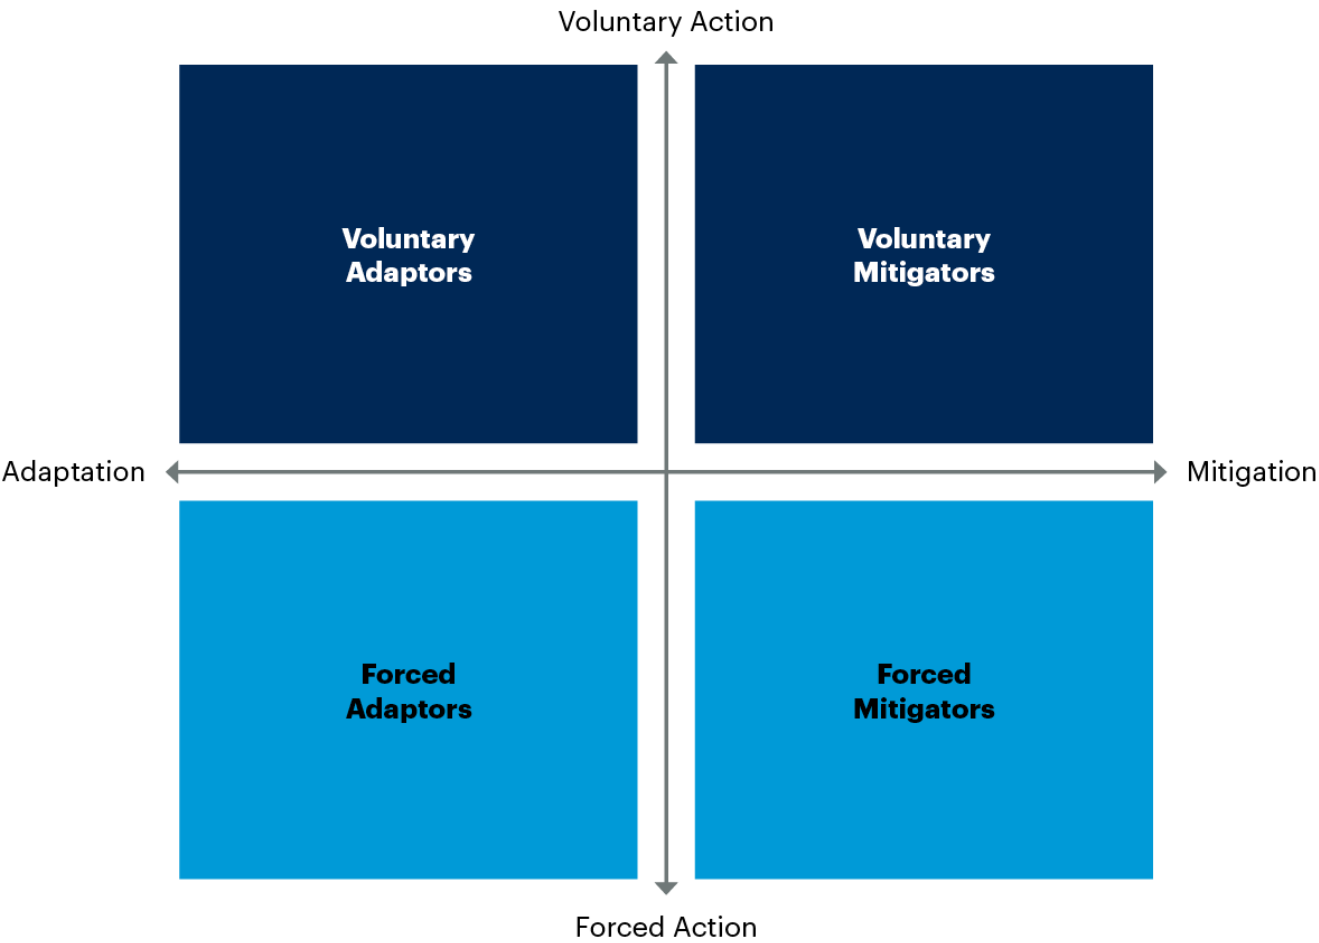 Voluntary Action
Voluntary
Adaptors
Voluntary
Mitigators
Adaptation
Mitigation
Forced
Adaptors
Forced
Mitigators
Forced Action